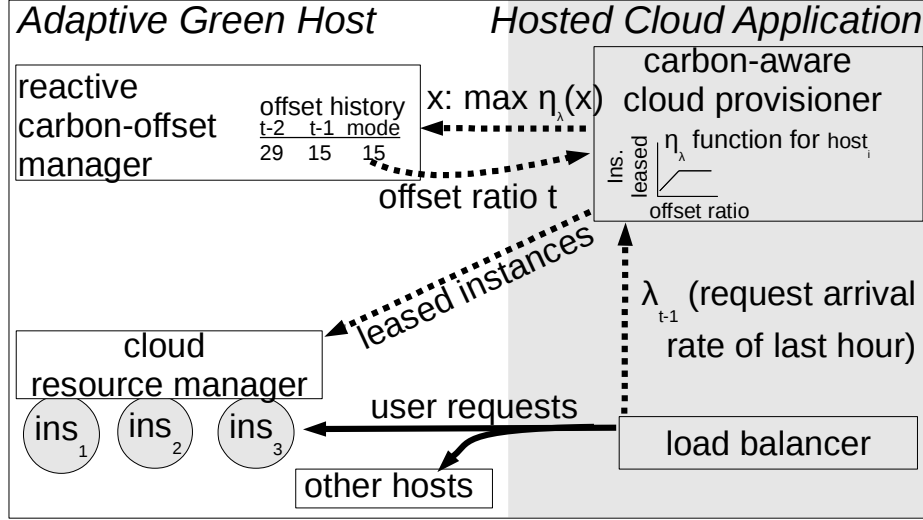 Adaptive Green Host
Hosted Cloud Application
reactive
carbon-offset
manager
offset history
t-2 t-1 mode
29 15 15
x: max ηλ(x)
carbon-aware
cloud provisioner
ηλ function for hosti
Ins.
leased
offset ratio
offset ratio t
leased instances
λt-1 (request arrival
rate of last hour)
cloud
resource manager
ins1
ins2
ins3
user requests
load balancer
other hosts